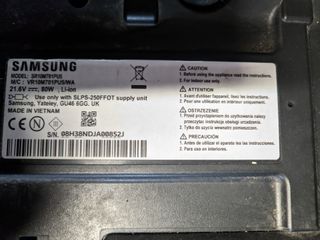 SAMSUNG
MODEL: SR10M701PU5
M/C : VR10M701PU5/WA
21.6V 80W Li-ion
Use only with SLPS-250FFOT supply unit
Samsung, Yateley, GU46 6GG. UK
MADE IN VIETNAM
S/N. 08H38NDJA00852J
CAUTION
1. Before using the appliance, read the instructions.
2. For indoor use only.
ATTENTION
1. Avant d'utiliser l'appareil, lisez les instructions.
2. Pour une utilisation en intérieur uniquement.
OSTRZEŻENIE
1. Przed przystąpieniem do użytkowania należy
przeczytać instrukcję obsługi urządzenia.
2. Tylko do użycia wewnątrz pomieszczeń.
PRECAUCIÓN
1. Antes de utilizar el aparato, lea las instrucciones.
2. Para uso en interiores.